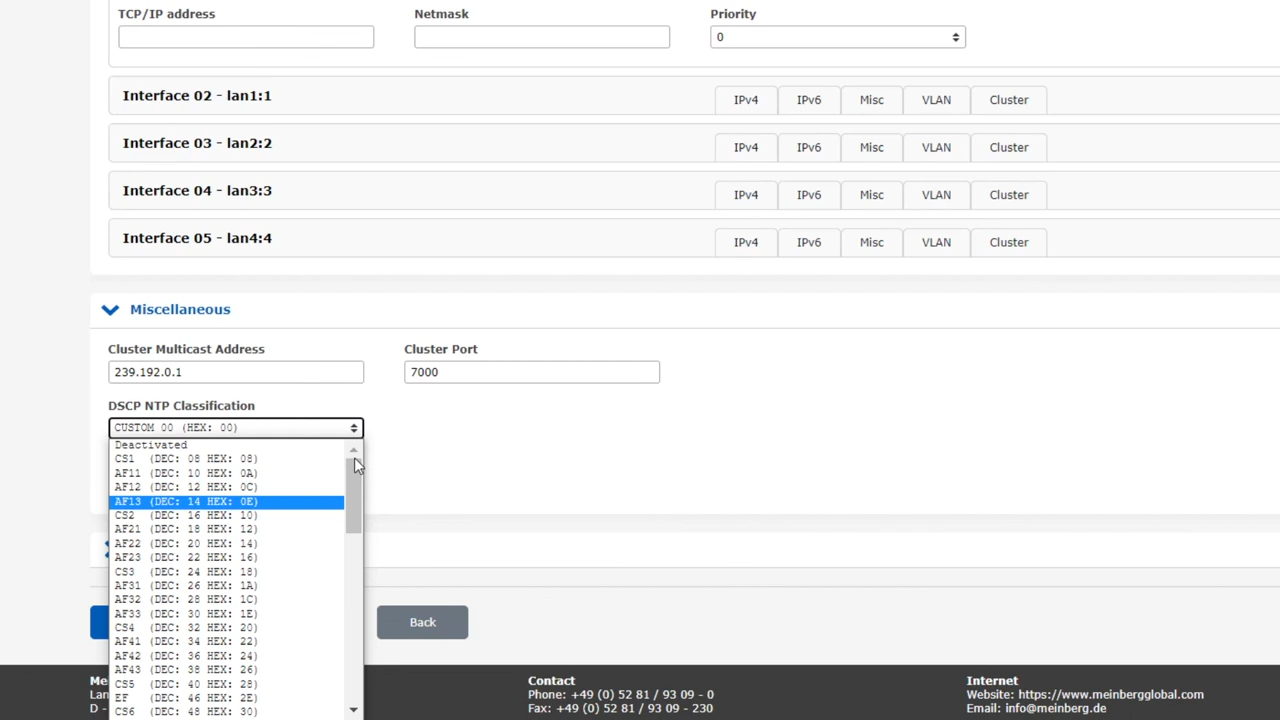 TCP/IP address Netmask Priority
0
Interface 02 - lan1:1 IPv4 IPv6 Misc VLAN Cluster
Interface 03 - lan2:2 IPv4 IPv6 Misc VLAN Cluster
Interface 04 - lan3:3 IPv4 IPv6 Misc VLAN Cluster
Interface 05 - lan4:4 IPv4 IPv6 Misc VLAN Cluster
Miscellaneous
Cluster Multicast Address Cluster Port
239.192.0.1 7000
DSCP NTP Classification
CUSTOM 00 (HEX: 00)
Deactivated
CS1 (DEC: 08 HEX: 08)
AF11 (DEC: 10 HEX: 0A)
AF12 (DEC: 12 HEX: 0C)
AF13 (DEC: 14 HEX: 0E)
CS2 (DEC: 16 HEX: 10)
AF21 (DEC: 18 HEX: 12)
AF22 (DEC: 20 HEX: 14)
AF23 (DEC: 22 HEX: 16)
CS3 (DEC: 24 HEX: 18)
AF31 (DEC: 26 HEX: 1A)
AF32 (DEC: 28 HEX: 1C)
AF33 (DEC: 30 HEX: 1E)
CS4 (DEC: 32 HEX: 20)
AF41 (DEC: 34 HEX: 22)
AF42 (DEC: 36 HEX: 24)
AF43 (DEC: 38 HEX: 26)
CS5 (DEC: 40 HEX: 28)
EF (DEC: 46 HEX: 2E)
CS6 (DEC: 48 HEX: 30)
Back
Contact
Phone: +49 (0) 52 81 / 93 09 - 0
Fax: +49 (0) 52 81 / 93 09 - 230
Internet
Website: https://www.meinbergglobal.com
Email: info@meinberg.de